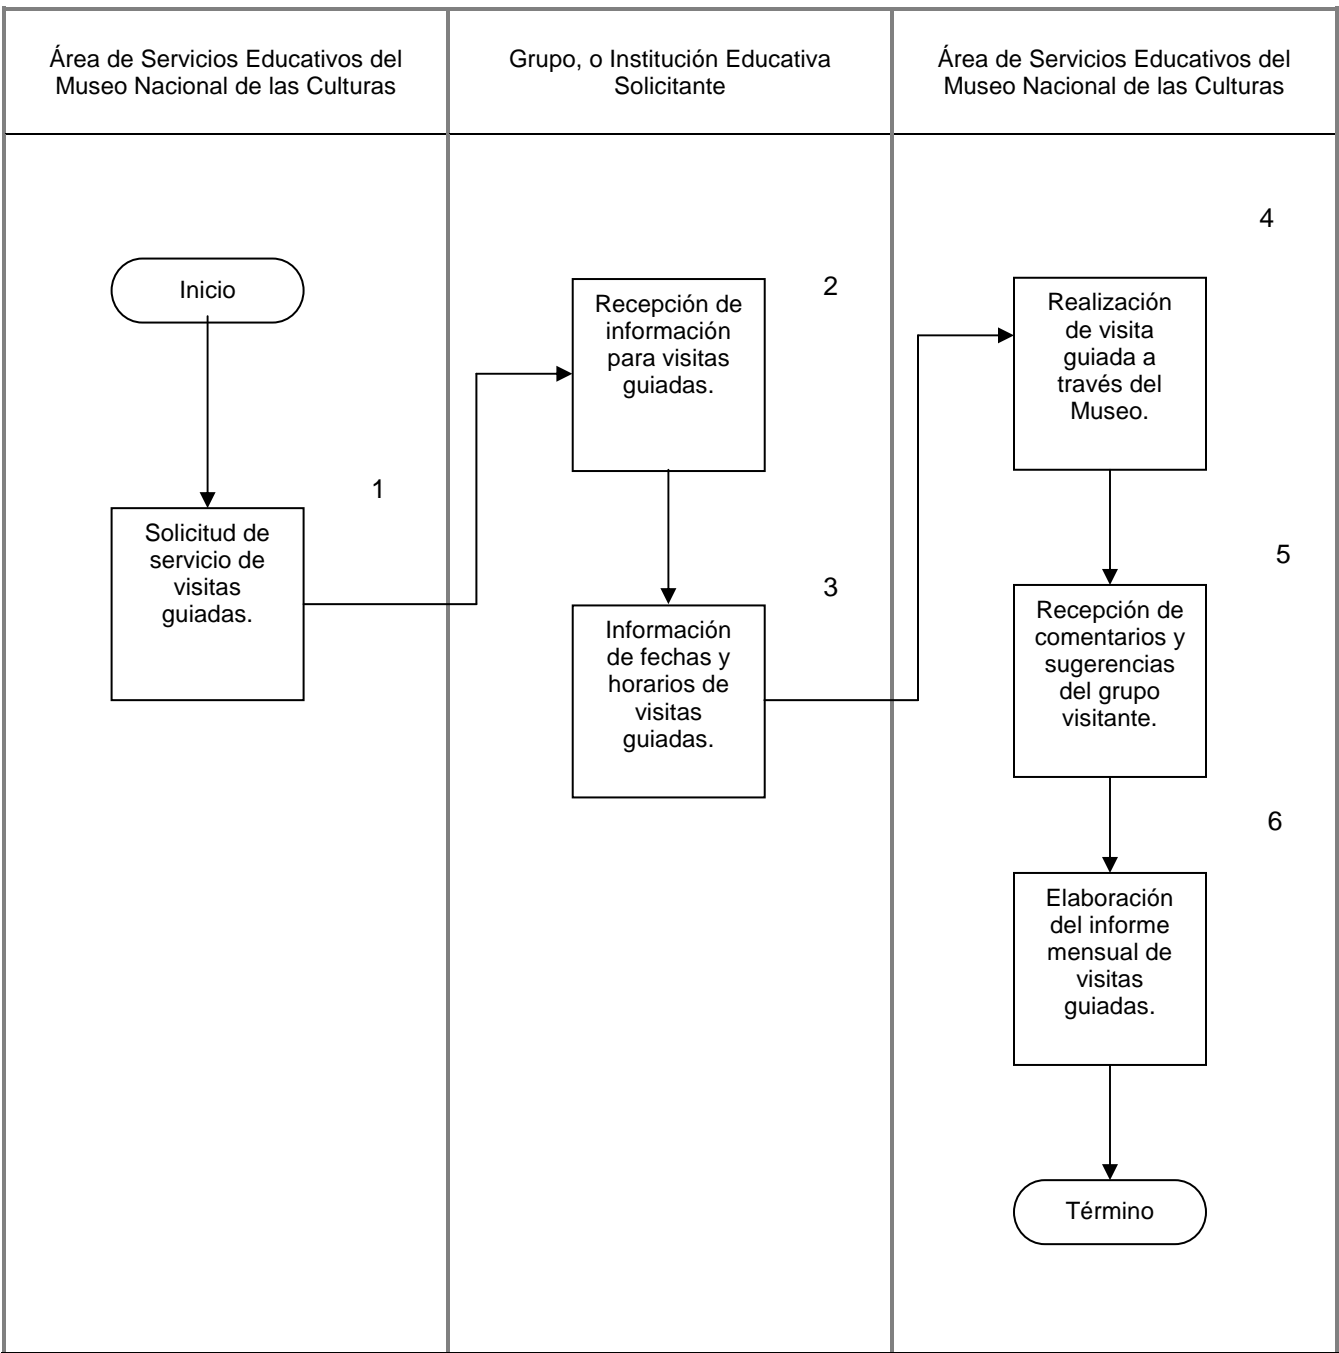 Área de Servicios Educativos del
Museo Nacional de las Culturas
Grupo, o Institución Educativa
Solicitante
Área de Servicios Educativos del
Museo Nacional de las Culturas
Inicio
1
Solicitud de
servicio de
visitas
guiadas.
2
Recepción de
información
para visitas
guiadas.
3
Información
de fechas y
horarios de
visitas
guiadas.
4
Realización
de visita
guiada a
través del
Museo.
5
Recepción de
comentarios y
sugerencias
del grupo
visitante.
6
Elaboración
del informe
mensual de
visitas
guiadas.
Término